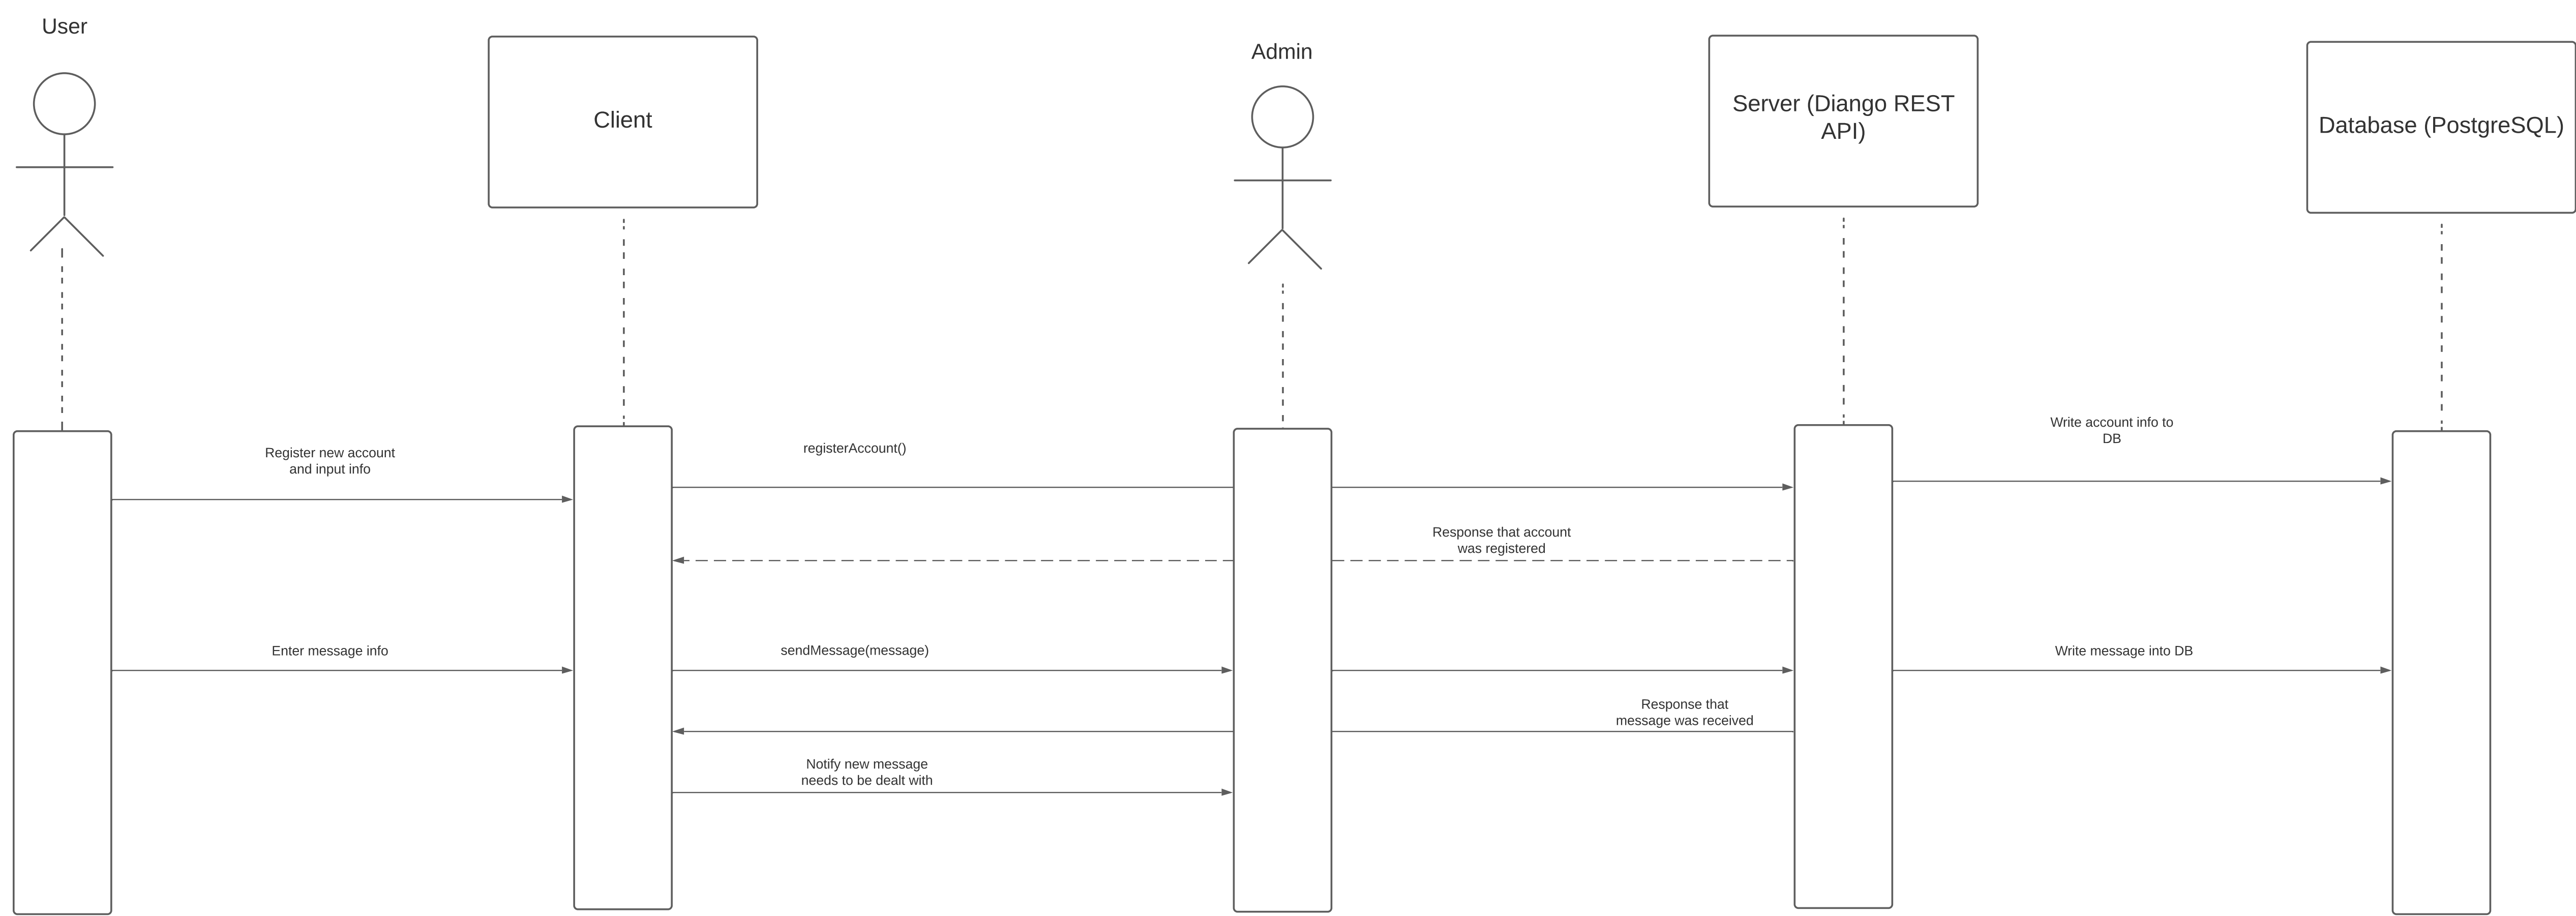 User
Client
Admin
Server (Diango REST
API)
Database (PostgreSQL)
Register new account
and input info
registerAccount()
Write account info to
DB
Response that account
was registered
Enter message info
sendMessage(message)
Write message into DB
Response that
message was received
Notify new message
needs to be dealt with